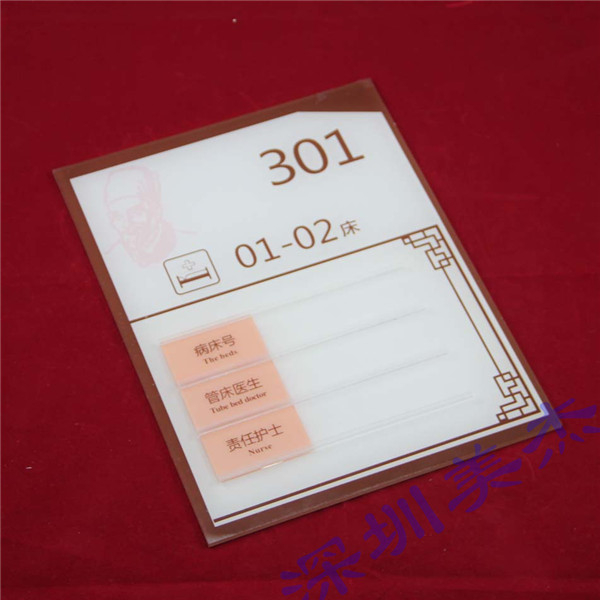 301
01-02床
病床号
The beds
管床医生
Tube bed doctor
责任护士
Nurse
深圳美杰